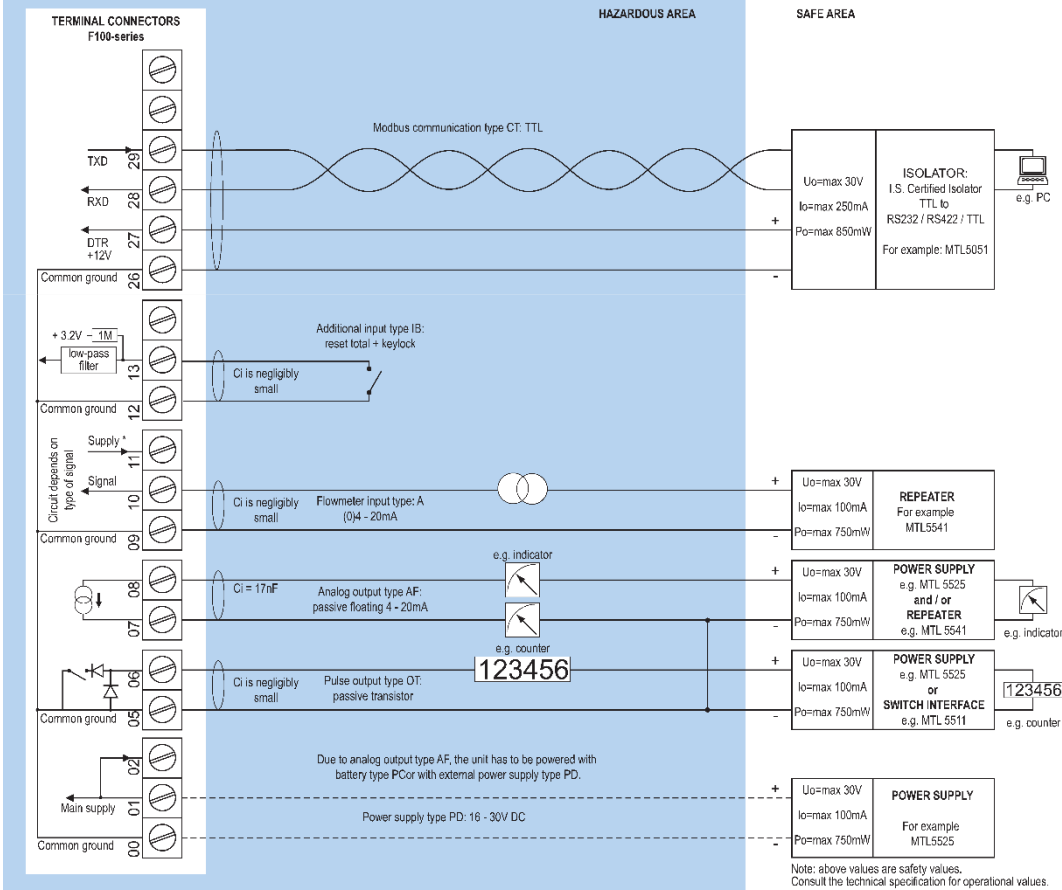 TERMINAL CONNECTORS
F100-series
HAZARDOUS AREA
SAFE AREA
Modbus communication type CT: TTL
TXD
29
RXD
28
DTR
+12V
27
Common ground
26
+
-
Uo=max 30V
Io=max 250mA
Po=max 850mW
ISOLATOR:
I.S. Certified Isolator
TTL to
RS232 / RS422 / TTL
For example: MTL5051
e.g. PC
+ 3.2V
1M
low-pass
filter
13
Common ground
12
Ci is negligibly
small
Additional input type IB:
reset total + keylock
Circuit depends on
type of signal
Supply *
11
Signal
10
Common ground
09
Ci is negligibly
small
Flowmeter input type: A
(0)4 - 20mA
+
-
Uo=max 30V
Io=max 100mA
Po=max 750mW
REPEATER
For example
MTL5541
08
07
Ci = 17nF
Analog output type AF:
passive floating 4 - 20mA
e.g. indicator
+
-
Uo=max 30V
Io=max 100mA
Po=max 750mW
POWER SUPPLY
e.g. MTL 5525
and / or
REPEATER
e.g. MTL 5541
e.g. indicator
06
Common ground
05
Ci is negligibly
small
Pulse output type OT:
passive transistor
e.g. counter
123456
+
-
Uo=max 30V
Io=max 100mA
Po=max 750mW
POWER SUPPLY
e.g. MTL 5525
or
SWITCH INTERFACE
e.g. MTL 5511
123456
e.g. counter
02
Main supply
01
Common ground
00
Due to analog output type AF, the unit has to be powered with
battery type PCor with external power supply type PD.
Power supply type PD: 16 - 30V DC
+
-
Uo=max 30V
Io=max 100mA
Po=max 750mW
POWER SUPPLY
For example
MTL5525
Note: above values are safety values.
Consult the technical specification for operational values.